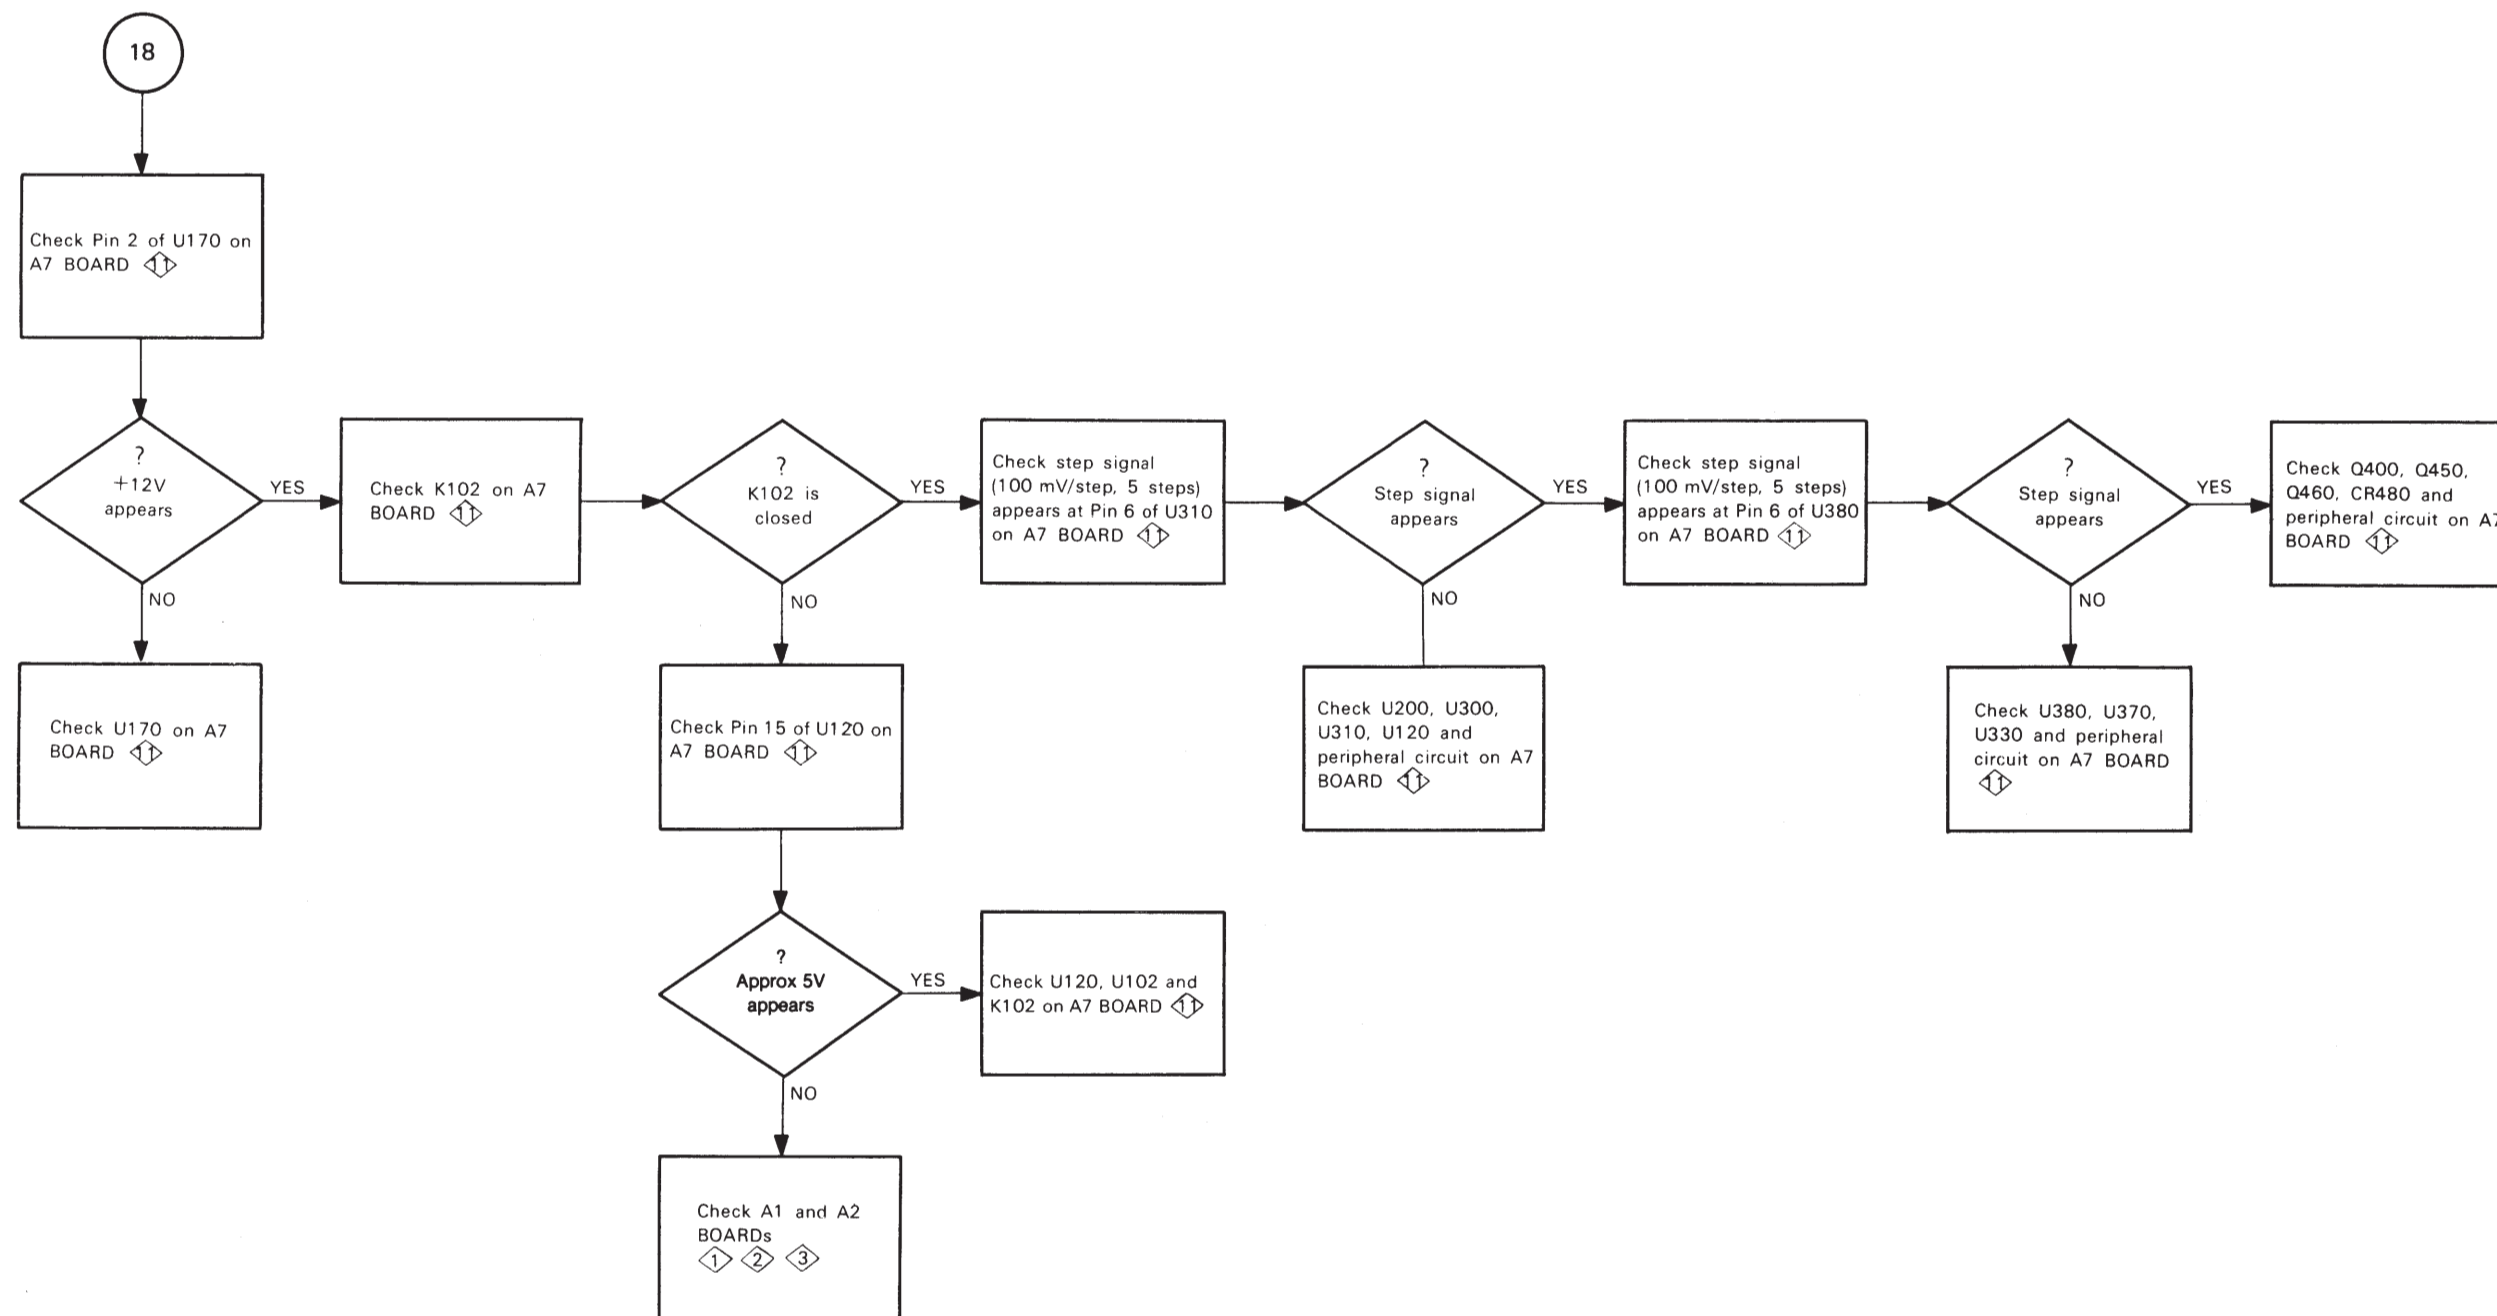 18
Check Pin 2 of U170 on
A7 BOARD 11
?
+12V
appears
YES
NO
Check U170 on A7
BOARD 11
Check K102 on A7
BOARD 11
?
K102 is
closed
YES
NO
Check Pin 15 of U120 on
A7 BOARD 11
?
Approx 5V
appears
YES
Check U120, U102 and
K102 on A7 BOARD 11
NO
Check A1 and A2
BOARDs
1 2 3
Check step signal
(100 mV/step, 5 steps)
appears at Pin 6 of U310
on A7 BOARD 11
?
Step signal
appears
YES
NO
Check U200, U300,
U310, U120 and
peripheral circuit on A7
BOARD 11
Check step signal
(100 mV/step, 5 steps)
appears at Pin 6 of U380
on A7 BOARD 11
?
Step signal
appears
YES
NO
Check U380, U370,
U330 and peripheral
circuit on A7 BOARD
11
Check Q400, Q450,
Q460, CR480 and
peripheral circuit on A7
BOARD 11